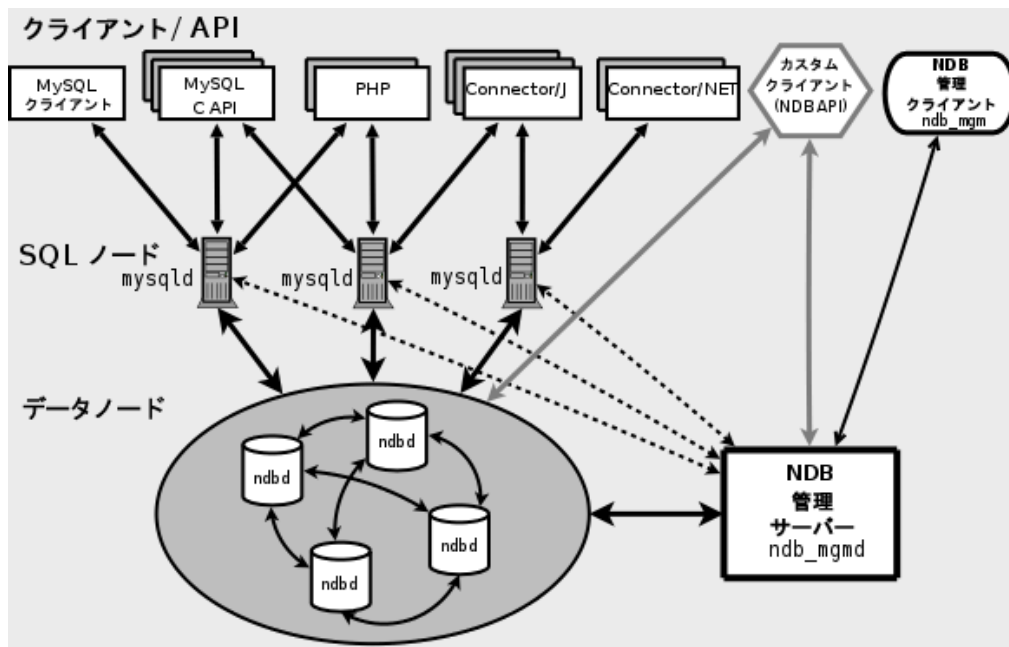 クライアント/ API
MySQL
クライアント
MySQL
C API
PHP
Connector/J
Connector/NET
カスタム
クライアント
(NDBAPI)
NDB
管理
クライアント
ndb_mgm
SQL ノード
mysqld
mysqld
mysqld
データノード
ndbd
ndbd
ndbd
ndbd
NDB
管理
サーバー
ndb_mgmd